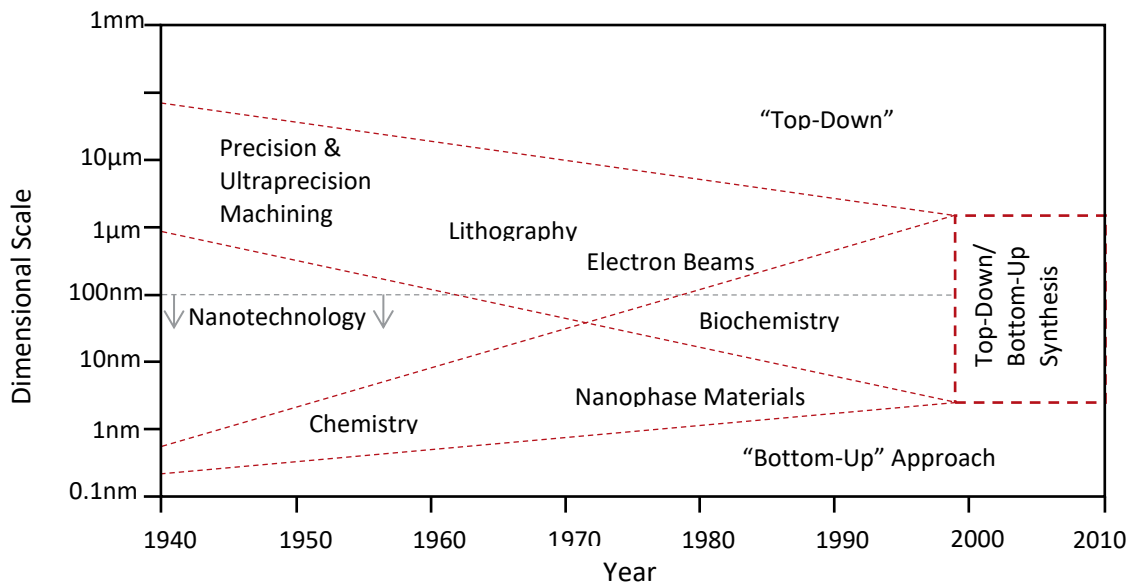 1mm
"Top-Down"
Precision &
Ultraprecision
Machining
10µm
Lithography
1µm
Electron Beams
100nm
Nanotechnology
Biochemistry
Top-Down/
Bottom-Up
Synthesis
Dimensional Scale
10nm
Nanophase Materials
Chemistry
1nm
“Bottom-Up” Approach
0.1nm
1940
1950
1960
1970
1980
1990
2000
2010
Year